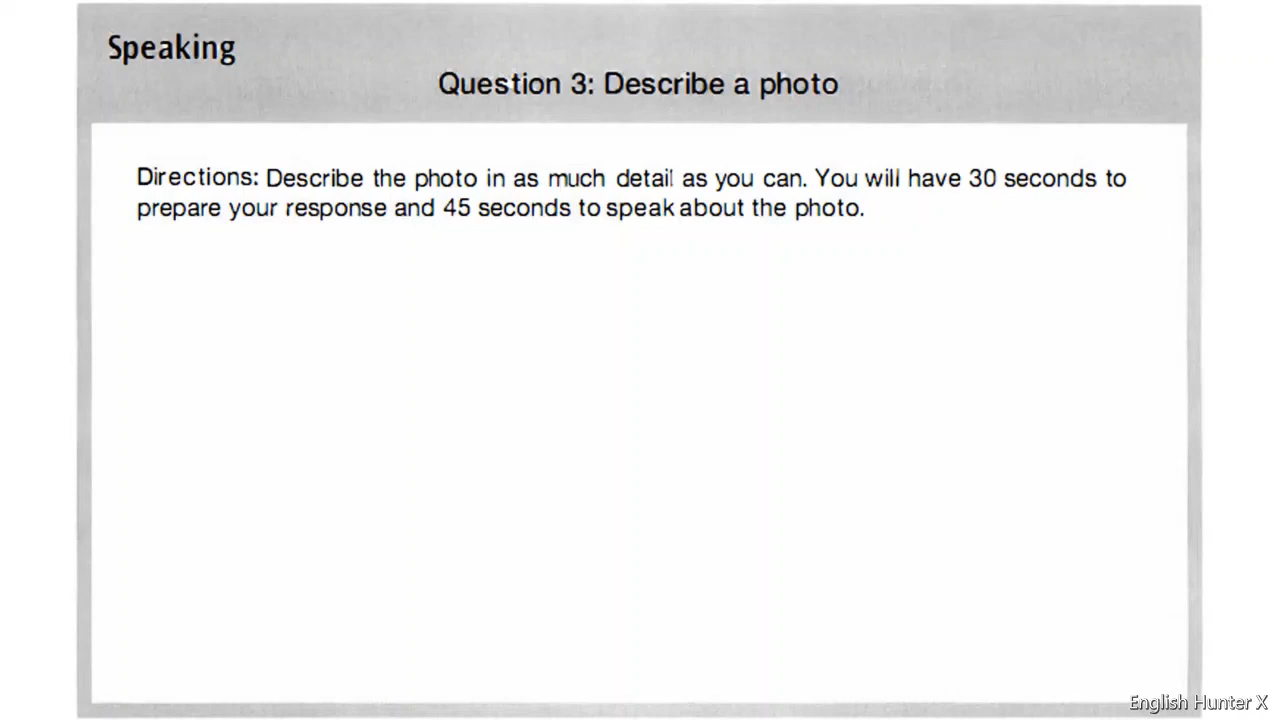 Speaking
Question 3: Describe a photo
Directions: Describe the photo in as much detail as you can. You will have 30 seconds to
prepare your response and 45 seconds to speak about the photo.
English Hunter X